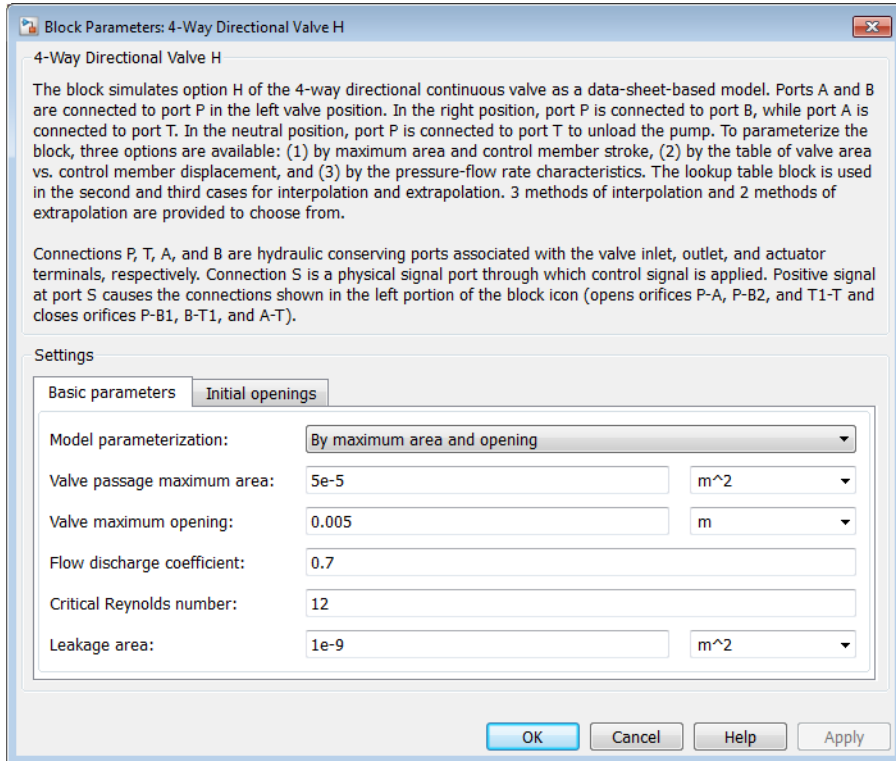 Block Parameters: 4-Way Directional Valve H
4-Way Directional Valve H
The block simulates option H of the 4-way directional continuous valve as a data-sheet-based model. Ports A and B
are connected to port P in the left valve position. In the right position, port P is connected to port B, while port A is
connected to port T. In the neutral position, port P is connected to port T to unload the pump. To parameterize the
block, three options are available: (1) by maximum area and control member stroke, (2) by the table of valve area
vs. control member displacement, and (3) by the pressure-flow rate characteristics. The lookup table block is used
in the second and third cases for interpolation and extrapolation. 3 methods of interpolation and 2 methods of
extrapolation are provided to choose from.
Connections P, T, A, and B are hydraulic conserving ports associated with the valve inlet, outlet, and actuator
terminals, respectively. Connection S is a physical signal port through which control signal is applied. Positive signal
at port S causes the connections shown in the left portion of the block icon (opens orifices P-A, P-B2, and T1-T and
closes orifices P-B1, B-T1, and A-T).
Settings
Basic parameters Initial openings
Model parameterization: By maximum area and opening
Valve passage maximum area: 5e-5 m^2
Valve maximum opening: 0.005 m
Flow discharge coefficient: 0.7
Critical Reynolds number: 12
Leakage area: 1e-9 m^2
OK Cancel Help Apply